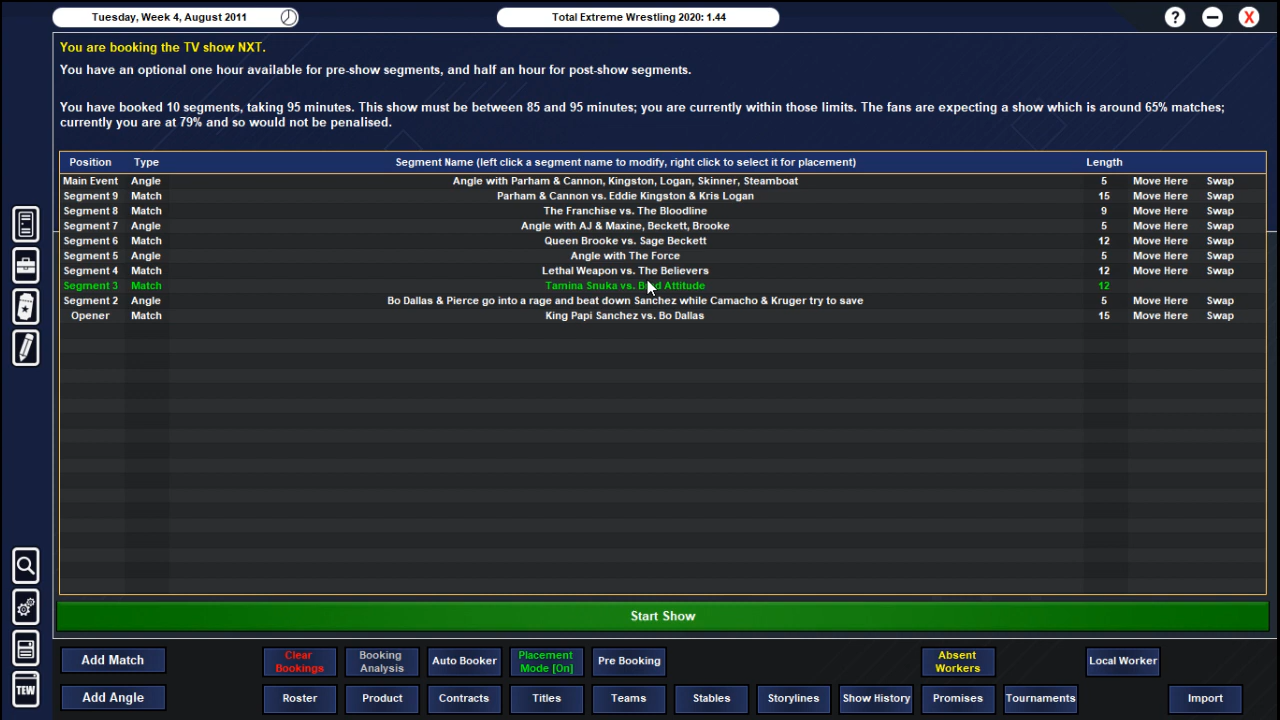 Tuesday, Week 4, August 2011
Total Extreme Wrestling 2020: 1.44
?
X
You are booking the TV show NXT.
You have an optional one hour available for pre-show segments, and half an hour for post-show segments.
You have booked 10 segments, taking 95 minutes. This show must be between 85 and 95 minutes; you are currently within those limits. The fans are expecting a show which is around 65% matches;
currently you are at 79% and so would not be penalised.
Position Type Segment Name (left click a segment name to modify, right click to select it for placement) Length
Main Event Angle Angle with Parham & Cannon, Kingston, Logan, Skinner, Steamboat 5 Move Here Swap
Segment 9 Match Parham & Cannon vs. Eddie Kingston & Kris Logan 15 Move Here Swap
Segment 8 Match The Franchise vs. The Bloodline 9 Move Here Swap
Segment 7 Angle Angle with AJ & Maxine, Beckett, Brooke 5 Move Here Swap
Segment 6 Match Queen Brooke vs. Sage Beckett 12 Move Here Swap
Segment 5 Angle Angle with The Force 5 Move Here Swap
Segment 4 Match Lethal Weapon vs. The Believers 12 Move Here Swap
Segment 3 Match Tamina Snuka vs. Attitude 12
Segment 2 Angle Bo Dallas & Pierce go into a rage and beat down Sanchez while Camacho & Kruger try to save 5 Move Here Swap
Opener Match King Papi Sanchez vs. Bo Dallas 15 Move Here Swap
Start Show
Add Match
Clear Bookings
Booking Analysis
Auto Booker
Placement Mode [On]
Pre Booking
Absent Workers
Local Worker
TEW
Add Angle
Roster
Product
Contracts
Titles
Teams
Stables
Storylines
Show History
Promises
Tournaments
Import